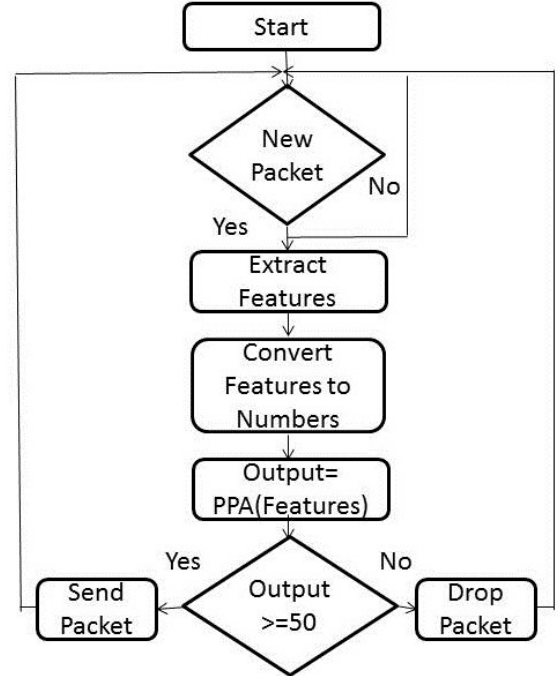 Start
New
Packet
No
Yes
Extract
Features
Convert
Features to
Numbers
Output=
PPA(Features)
Yes
No
Output
>=50
Send
Packet
Drop
Packet